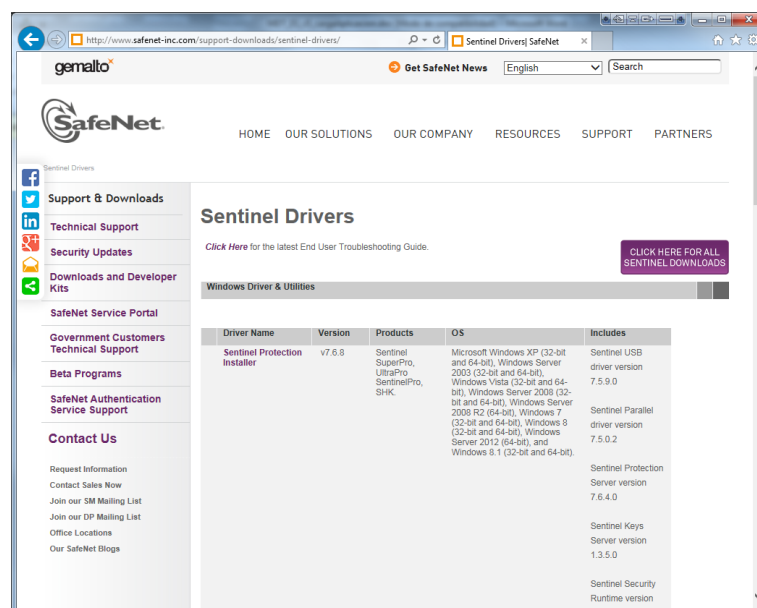 http://www.safenet-inc.com/support-downloads/sentinel-drivers/
Sentinel Drivers| SafeNet
gemalto
Get SafeNet News
English
Search
SafeNet.
HOME OUR SOLUTIONS OUR COMPANY RESOURCES SUPPORT PARTNERS
Sentinel Drivers
Support & Downloads
Technical Support
Security Updates
Downloads and Developer
Kits
SafeNet Service Portal
Government Customers
Technical Support
Beta Programs
SafeNet Authentication
Service Support
Contact Us
Request Information
Contact Sales Now
Join our SM Mailing List
Join our DP Mailing List
Office Locations
Our SafeNet Blogs
Sentinel Drivers
Click Here for the latest End User Troubleshooting Guide.
CLICK HERE FOR ALL
SENTINEL DOWNLOADS
Windows Driver & Utilities
Driver Name Version Products OS Includes
Sentinel Protection
Installer
v7.6.8
Sentinel
SuperPro,
UltraPro
SentinelPro,
SHK.
Microsoft Windows XP (32-bit
and 64-bit), Windows Server
2003 (32-bit and 64-bit),
Windows Vista (32-bit and 64-
bit), Windows Server 2008 (32-
bit and 64-bit), Windows Server
2008 R2 (64-bit), Windows 7
(32-bit and 64-bit), Windows 8
(32-bit and 64-bit), Windows
Server 2012 (64-bit), and
Windows 8.1 (32-bit and 64-bit).
Sentinel USB
driver version
7.5.9.0
Sentinel Parallel
driver version
7.5.0.2
Sentinel Protection
Server version
7.6.4.0
Sentinel Keys
Server version
1.3.5.0
Sentinel Security
Runtime version